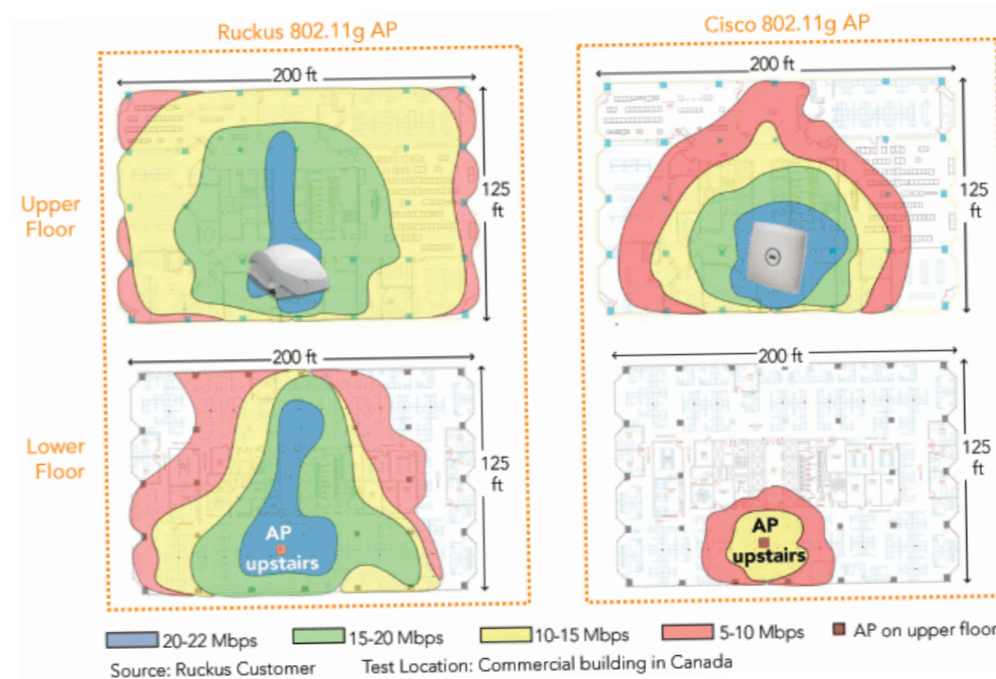 Ruckus 802.11g AP
Cisco 802.11g AP
200 ft
200 ft
Upper
Floor
125
ft
125
ft
200 ft
200 ft
Lower
Floor
125
ft
125
ft
AP
upstairs
AP
upstairs
20-22 Mbps
15-20 Mbps
10-15 Mbps
5-10 Mbps
AP on upper floor
Source: Ruckus Customer
Test Location: Commercial building in Canada